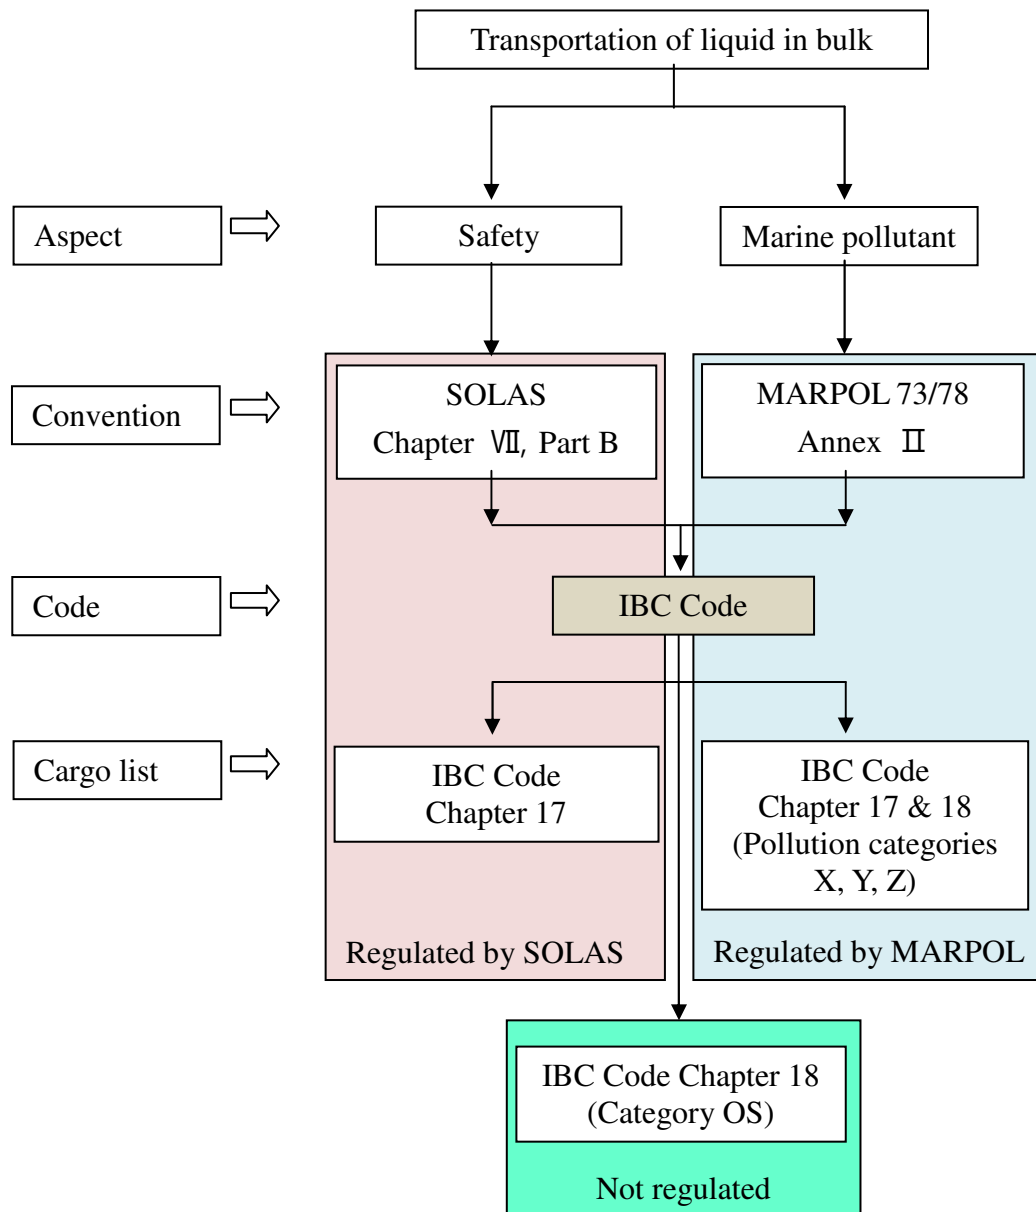 Transportation of liquid in bulk
Aspect
Safety
Marine pollutant
Convention
SOLAS
Chapter Ⅶ, Part B
MARPOL 73/78
Annex Ⅱ
Code
IBC Code
Cargo list
IBC Code
Chapter 17
IBC Code
Chapter 17 & 18
(Pollution categories
X, Y, Z)
Regulated by SOLAS
Regulated by MARPOL
IBC Code Chapter 18
(Category OS)
Not regulated